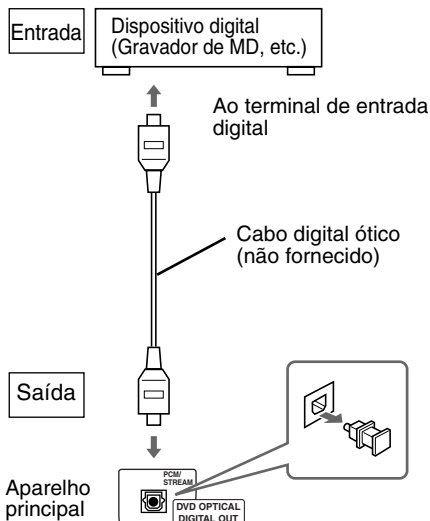 Entrada
Dispositivo digital
(Gravador de MD, etc.)
Ao terminal de entrada
digital
Cabo digital ótico
(não fornecido)
Saída
Aparelho
principal
PCM/
STREAM
DVD OPTICAL
DIGITAL OUT